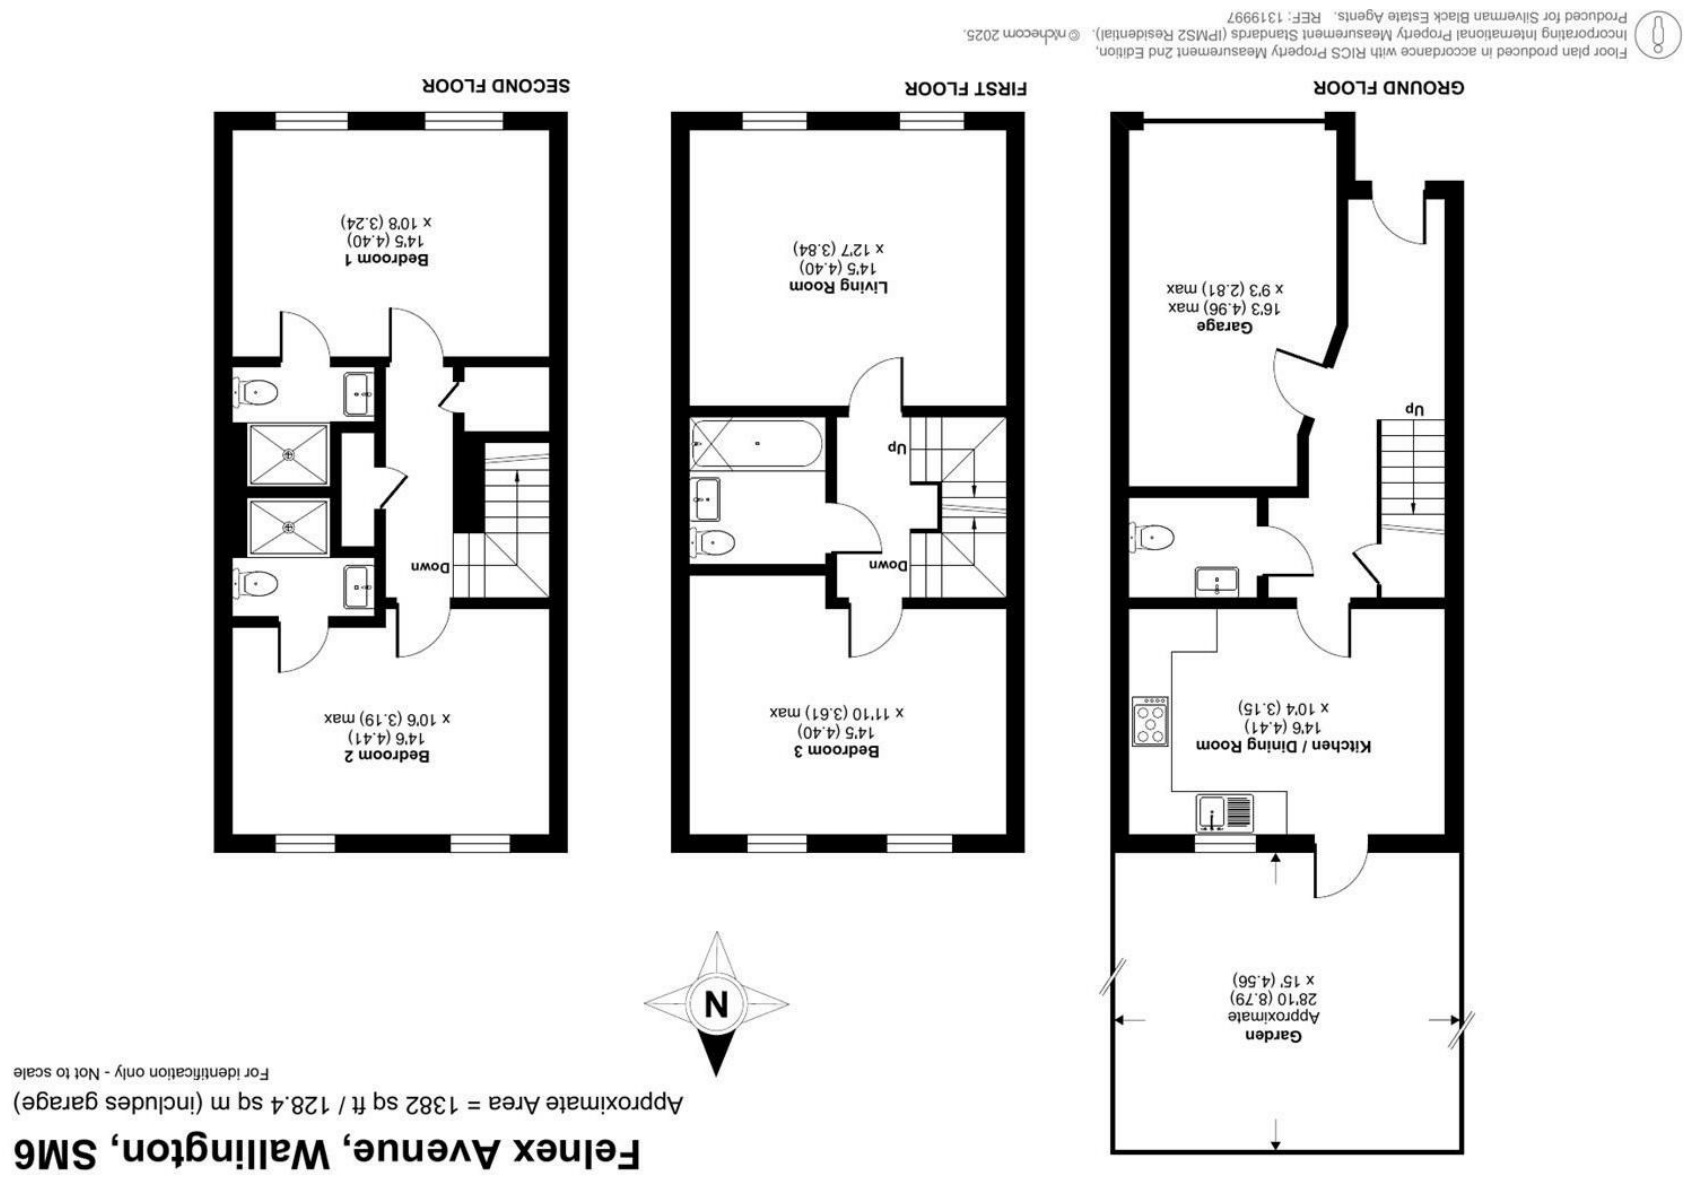 Felnex Avenue, Wallington, SM6
Approximate Area = 1382 sq ft / 128.4 sq m (includes garage)
For identification only - Not to scale
N
Garden
Approximate
28'10 (8.79)
x 15' (4.56)
Kitchen / Dining Room
14'6 (4.41)
x 10'4 (3.15)
Up
Garage
16'3 (4.96) max
x 9'3 (2.81) max
GROUND FLOOR
Bedroom 3
14'5 (4.40)
x 11'10 (3.61) max
Down
Up
Living Room
14'5 (4.40)
x 12'7 (3.84)
FIRST FLOOR
Bedroom 2
14'6 (4.41)
x 10'6 (3.19) max
Down
Bedroom 1
14'5 (4.40)
x 10'8 (3.24)
SECOND FLOOR
Floor plan produced in accordance with RICS Property Measurement 2nd Edition,
Incorporating International Property Measurement Standards (IPMS2 Residential). © nichecom 2025.
Produced for Silverman Black Estate Agents. REF: 1319997